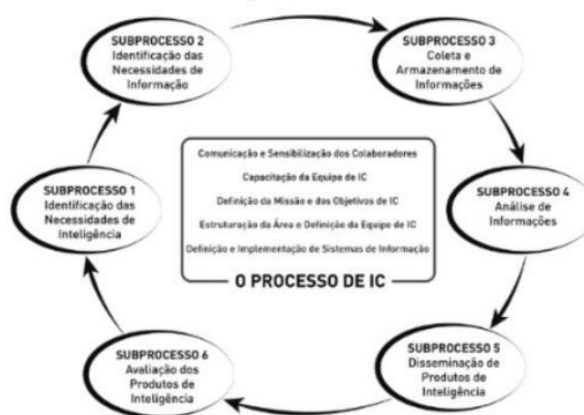 SUBPROCESSO 2
Identificação das
Necessidades de
Informação
SUBPROCESSO 3
Coleta e
Armazenamento de
Informações
SUBPROCESSO 1
Identificação das
Necessidades de
Inteligência
Comunicação e Sensibilização dos Colaboradores
Capacitação da Equipe de IC
Definição da Missão e dos Objetivos de IC
Estruturação da Área e Definição da Equipe de IC
Definição e Implementação de Sistemas de Informação
O PROCESSO DE IC
SUBPROCESSO 4
Análise de
Informações
SUBPROCESSO 6
Avaliação dos
Produtos de
Inteligência
SUBPROCESSO 5
Disseminação de
Produtos de
Inteligência